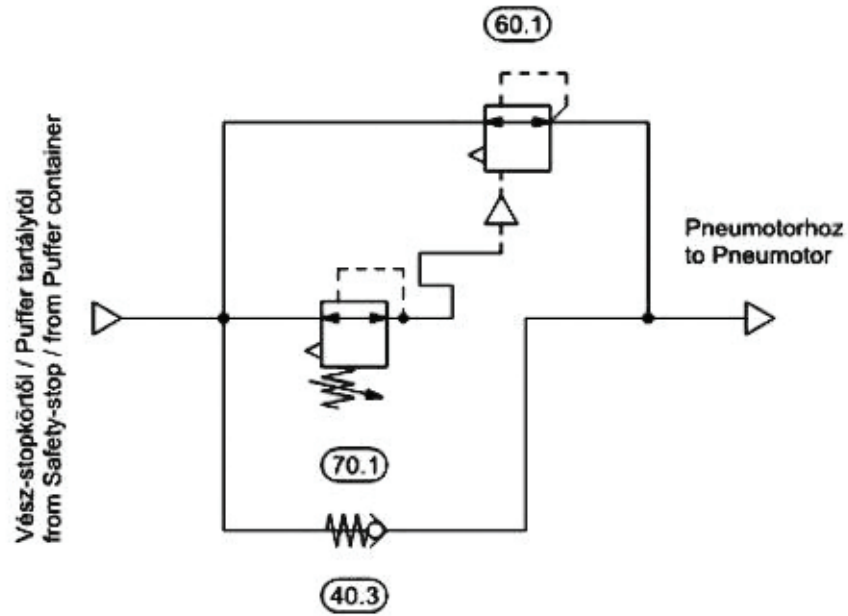 60.1
Vész-stopkörtől / Puffer tartálytól
from Safety-stop / from Puffer container
Pneumotorhoz
to Pneumotor
70.1
40.3